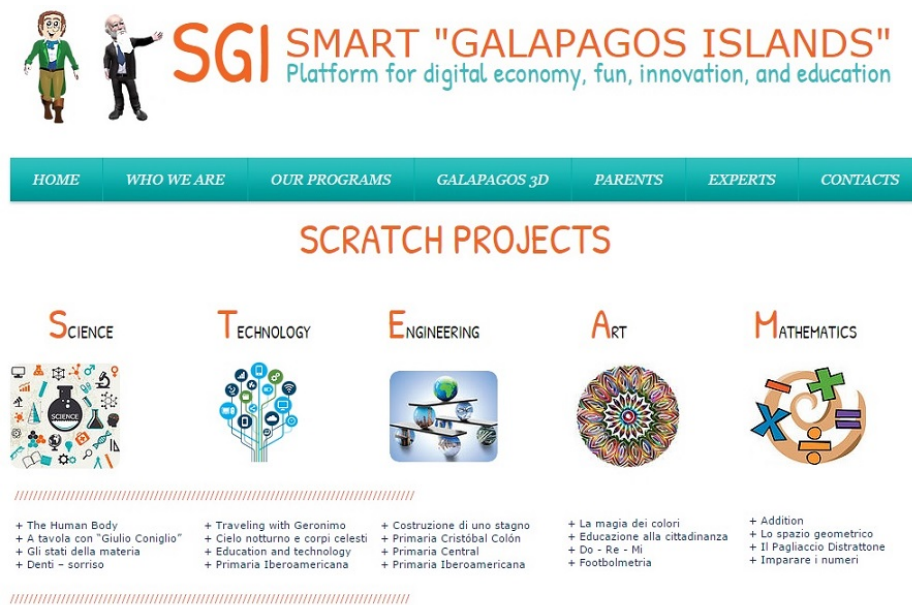 SGI SMART "GALAPAGOS ISLANDS"
Platform for digital economy, fun, innovation, and education
HOME WHO WE ARE OUR PROGRAMS GALAPAGOS 3D PARENTS EXPERTS CONTACTS
SCRATCH PROJECTS
SCIENCE
TECHNOLOGY
ENGINEERING
ART
MATHEMATICS
SCIENCE
////////////////////////////////////////////////////////////////////////////////
+ The Human Body
+ A tavola con "Giulio Coniglio"
+ Gli stati della materia
+ Denti – sorriso
+ Traveling with Geronimo
+ Cielo notturno e corpi celesti
+ Education and technology
+ Primaria Iberoamericana
+ Costruzione di uno stagno
+ Primaria Cristóbal Colón
+ Primaria Central
+ Primaria Iberoamericana
+ La magia dei colori
+ Educazione alla cittadinanza
+ Do - Re - Mi
+ Footbolmetria
+ Addition
+ Lo spazio geometrico
+ Il Pagliaccio Distrattone
+ Imparare i numeri
////////////////////////////////////////////////////////////////////////////////